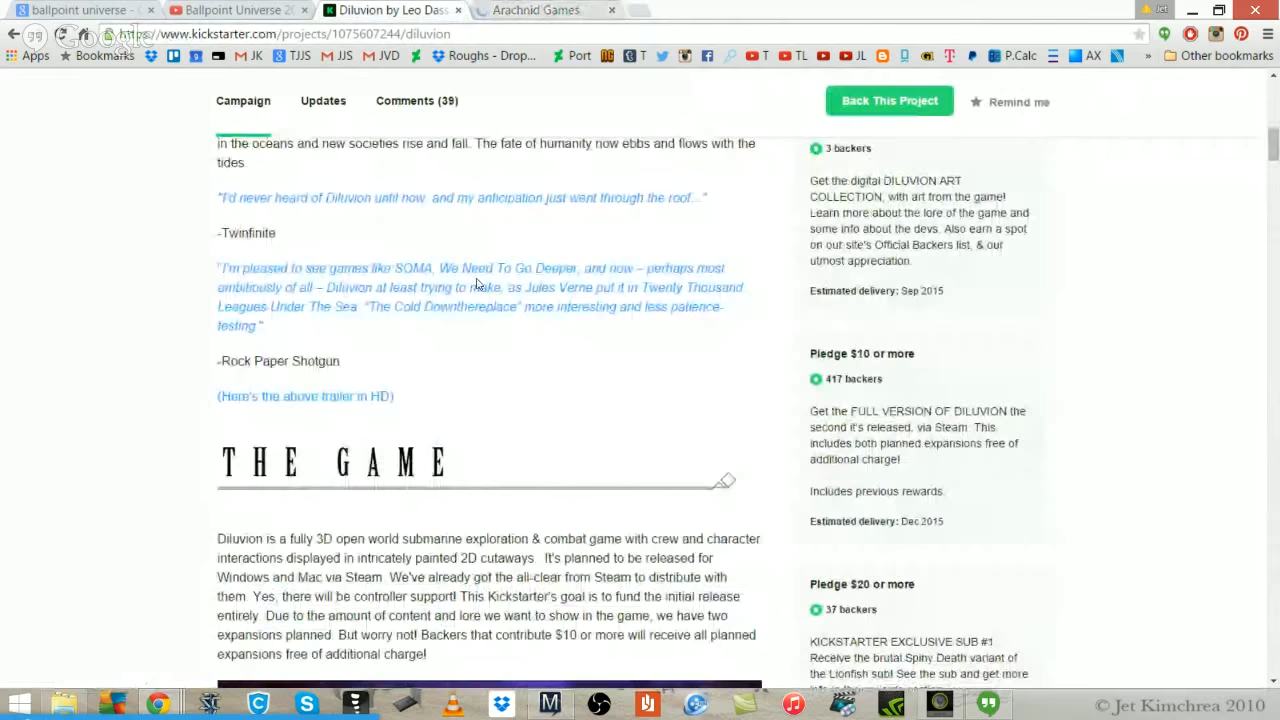 ballpoint universe - G
Ballpoint Universe 20
Diluvion by Leo Dass
Arachnid Games
Jet
https://www.kickstarter.com/projects/1075607244/diluvion
Google
Apps
Bookmarks
JK
TJS
JJS
JVD
Roughs - Drop...
Port
T
T
TL
JL
P.Calc
AX
»
Other bookmarks
Campaign
Updates
Comments (39)
Back This Project
Remind me
in the oceans and new societies rise and fall. The fate of humanity now ebbs and flows with the
tides.
"I'd never heard of Diluvion until now, and my anticipation just went through the roof..."
-Twinfinite
"I'm pleased to see games like SOMA, We Need To Go Deeper, and now – perhaps most
ambitiously of all – Diluvion at least trying to make, as Jules Verne put it in Twenty Thousand
Leagues Under The Sea. "The Cold Downthereplace" more interesting and less patience-
testing."
-Rock Paper Shotgun
(Here's the above trailer in HD)
THE GAME
Diluvion is a fully 3D open world submarine exploration & combat game with crew and character
interactions displayed in intricately painted 2D cutaways. It's planned to be released for
Windows and Mac via Steam. We've already got the all-clear from Steam to distribute with
them. Yes, there will be controller support! This Kickstarter's goal is to fund the initial release
entirely. Due to the amount of content and lore we want to show in the game, we have two
expansions planned. But worry not! Backers that contribute $10 or more will receive all planned
expansions free of additional charge!
3 backers
Get the digital DILUVION ART
COLLECTION, with art from the game!
Learn more about the lore of the game and
some info about the devs. Also earn a spot
on our site's Official Backers list, & our
utmost appreciation.
Estimated delivery: Sep 2015
Pledge $10 or more
417 backers
Get the FULL VERSION OF DILUVION the
second it's released, via Steam. This
includes both planned expansions free of
additional charge!
Includes previous rewards.
Estimated delivery: Dec 2015
Pledge $20 or more
37 backers
KICKSTARTER EXCLUSIVE SUB #1
Receive the brutal Spiny Death variant of
the Lionfish sub! See the sub and get more
© Jet Kimchrea 2010